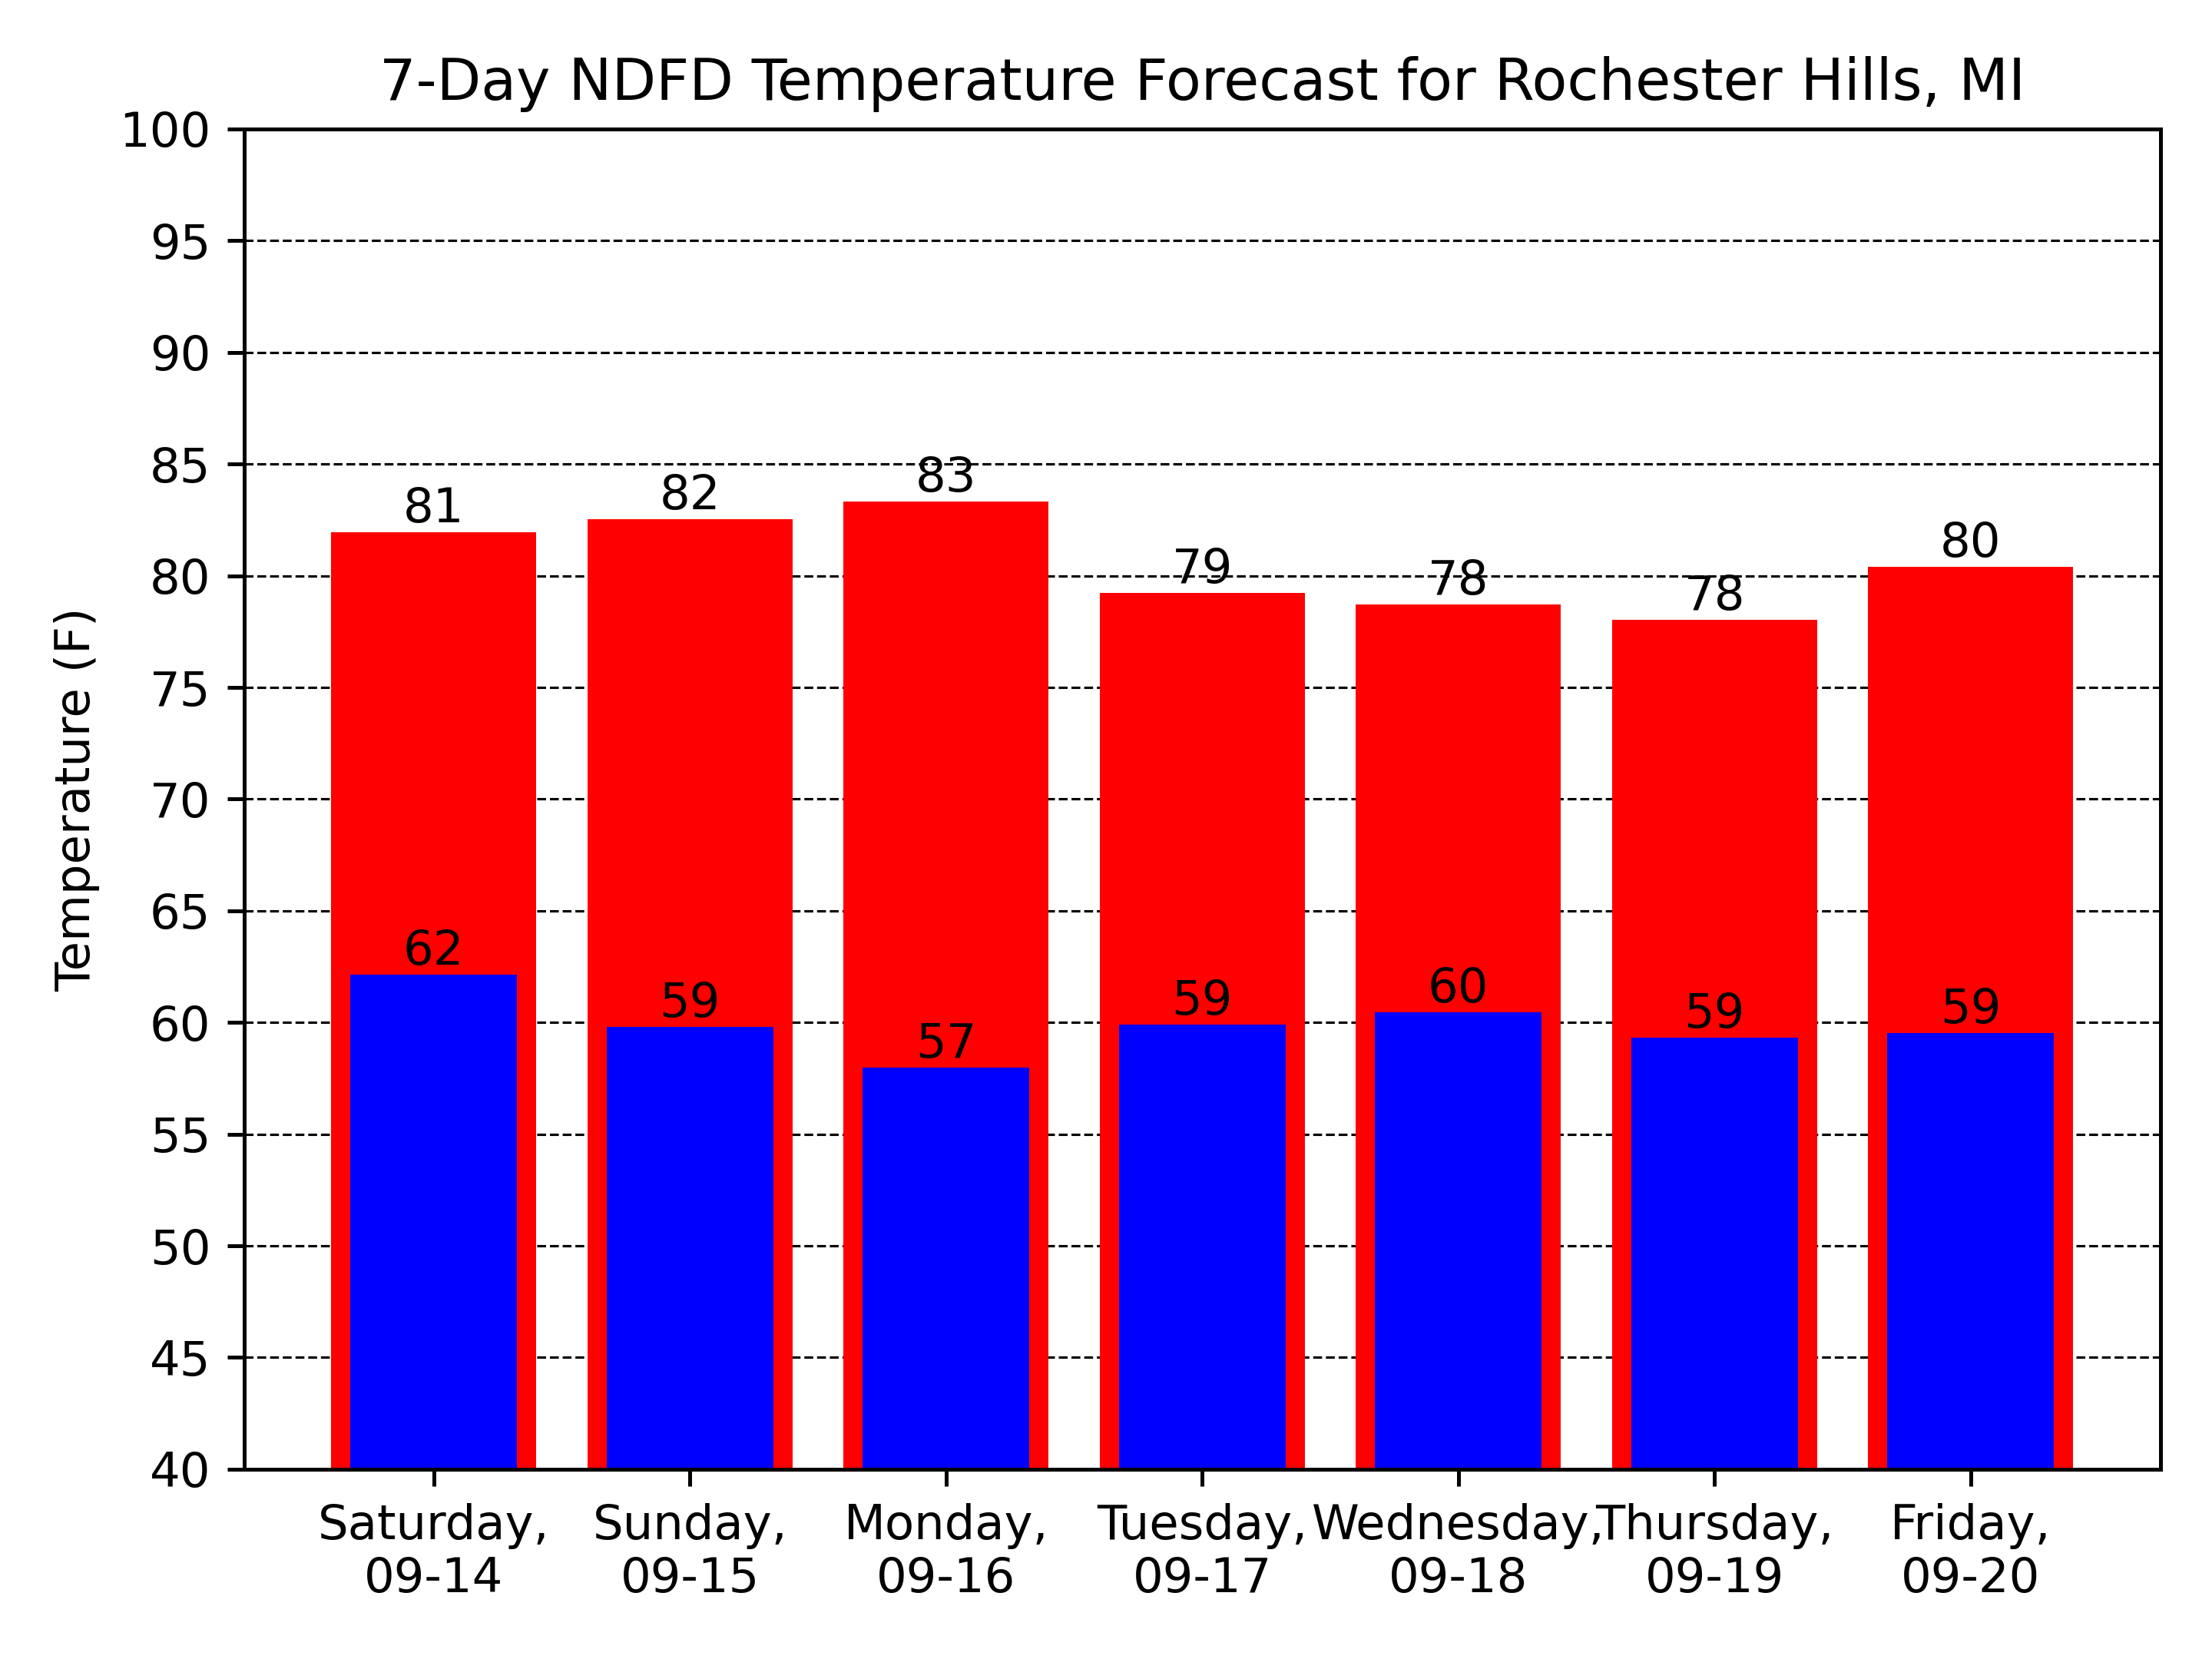 7-Day NDFD Temperature Forecast for Rochester Hills, MI
Temperature (F)
100
95
90
85
80
75
70
65
60
55
50
45
40
81 82 83 79 78 78 80
62 59 57 59 60 59 59
Saturday, Sunday, Monday, Tuesday, Wednesday, Thursday, Friday,
09-14 09-15 09-16 09-17 09-18 09-19 09-20